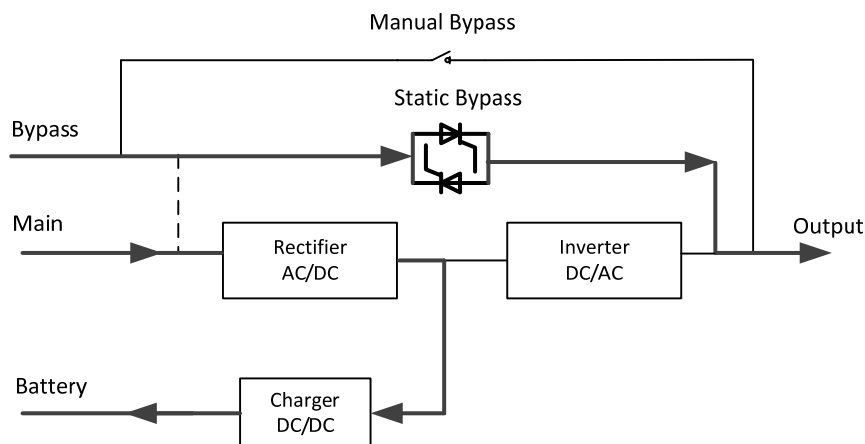 Manual Bypass
Static Bypass
Bypass
Main
Rectifier
AC/DC
Inverter
DC/AC
Output
Battery
Charger
DC/DC